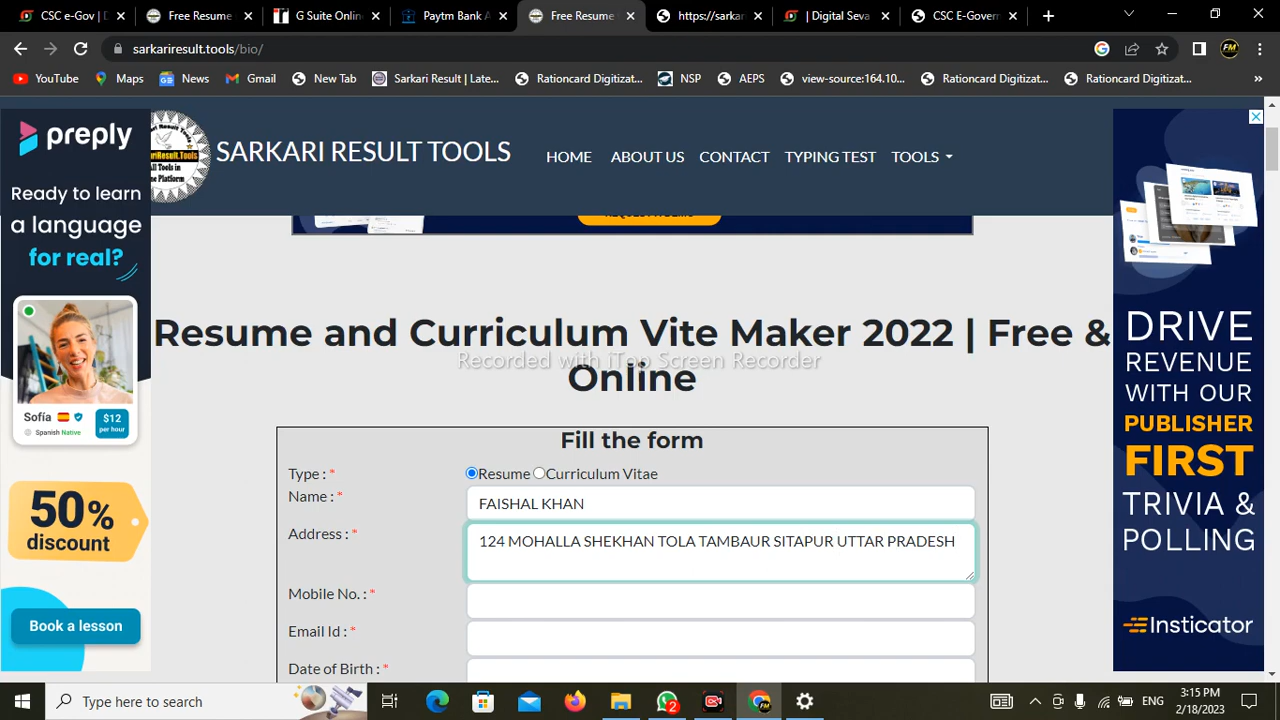 CSC e-Gov | D
Free Resume
G Suite Onlin
Paytm Bank A
Free Resume
https://sarkari
| Digital Seva
CSC E-Govern
sarkariresult.tools/bio/
FM
YouTube
Maps
News
Gmail
New Tab
Sarkari Result | Late...
Rationcard Digitizat...
NSP
AEPS
view-source:164.10...
Rationcard Digitizat...
Rationcard Digitizat...
preply
Ready to learn
a language
for real?
Sofía
Spanish Native
$12
per hour
50%
discount
Book a lesson
SARKARI RESULT TOOLS
HOME
ABOUT US
CONTACT
TYPING TEST
TOOLS
Resume and Curriculum Vite Maker 2022 | Free &
Online
Recorded with iTop Screen Recorder
Fill the form
Type : *
Resume
Curriculum Vitae
Name : *
FAISHAL KHAN
Address : *
124 MOHALLA SHEKHAN TOLA TAMBAUR SITAPUR UTTAR PRADESH
Mobile No. : *
Email Id : *
Date of Birth : *
DRIVE
REVENUE
WITH OUR
PUBLISHER
FIRST
TRIVIA &
POLLING
Insticator
Type here to search
2
FM
ENG
3:15 PM
2/18/2023